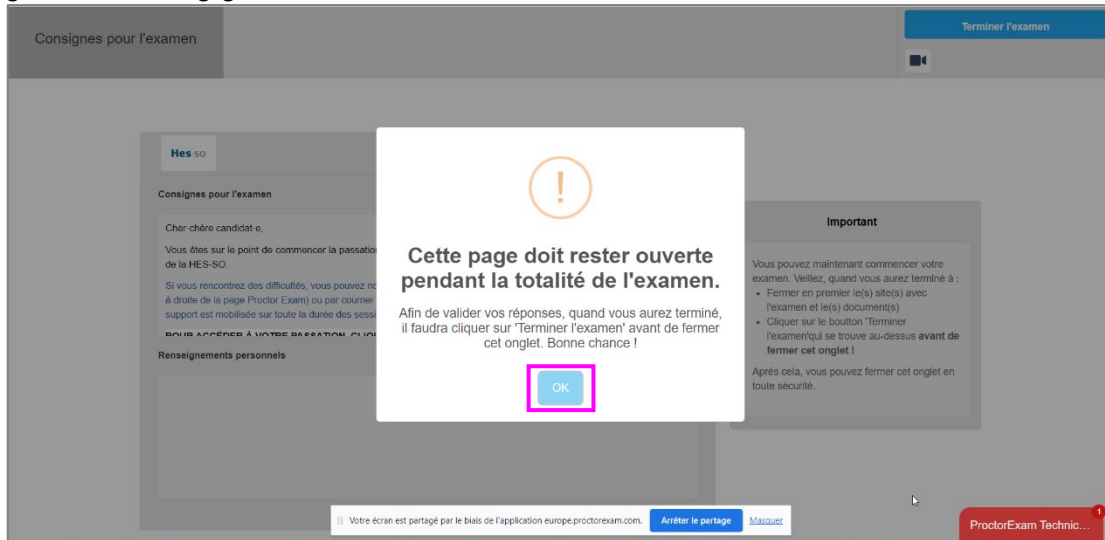 Consignes pour l'examen
Terminer l'examen
Hes·so
Consignes pour l'examen
Cher·chère candidat·e,
Vous êtes sur le point de commencer la passatio
de la HES-SO.
Si vous rencontrez des difficultés, vous pouvez no
à droite de la page Proctor Exam) ou par courrier
support est mobilisée sur toute la durée des sessi
POUR ACCÉDER À VOTRE PASSATION, CLIQ
Renseignements personnels
!
Cette page doit rester ouverte
pendant la totalité de l'examen.
Afin de valider vos réponses, quand vous aurez terminé,
il faudra cliquer sur 'Terminer l'examen' avant de fermer
cet onglet. Bonne chance !
OK
Important
Vous pouvez maintenant commencer votre
examen. Veillez, quand vous aurez terminé à :
• Fermer en premier le(s) site(s) avec
l'examen et le(s) document(s)
• Cliquer sur le boutton 'Terminer
l'examen'qui se trouve au-dessus avant de
fermer cet onglet !
Après cela, vous pouvez fermer cet onglet en
toute sécurité.
Votre écran est partagé par le biais de l'application europe.proctorexam.com.
Arrêter le partage
Masquer
1
ProctorExam Technic...